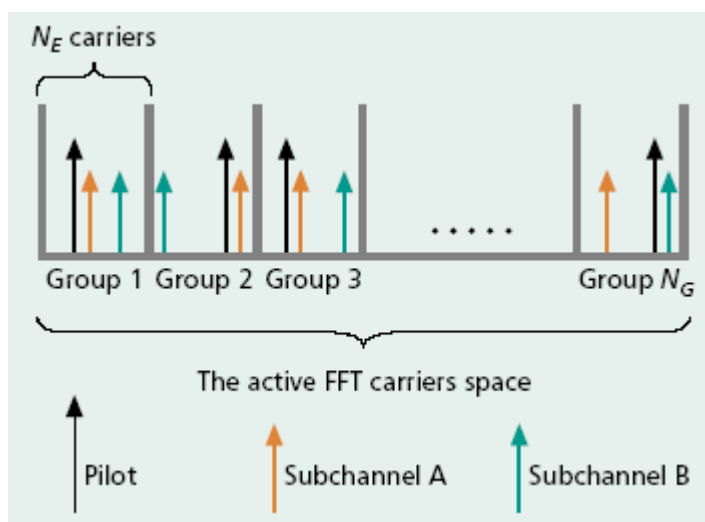 N_E carriers
Group 1 Group 2 Group 3 ..... Group N_G
The active FFT carriers space
Pilot Subchannel A Subchannel B